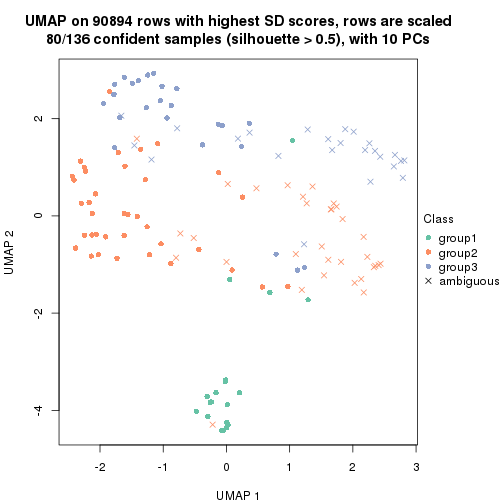 UMAP on 90894 rows with highest SD scores, rows are scaled
80/136 confident samples (silhouette > 0.5), with 10 PCs
2
0
-2
-4
UMAP 2
-2
-1
0
1
2
3
UMAP 1
Class
group1
group2
group3
ambiguous